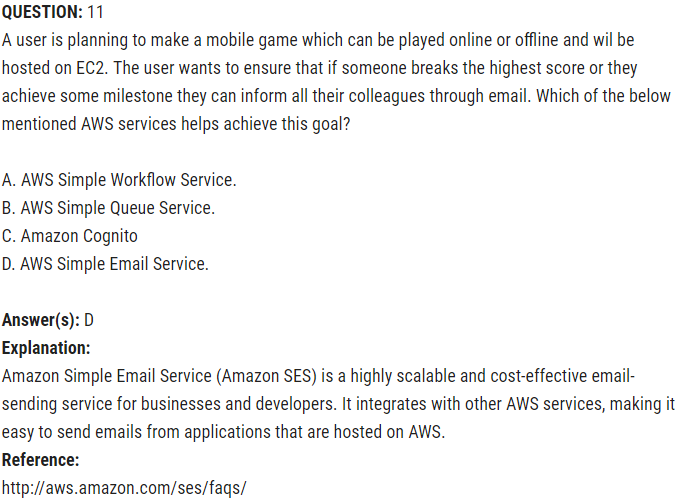 QUESTION: 11
A user is planning to make a mobile game which can be played online or offline and wil be
hosted on EC2. The user wants to ensure that if someone breaks the highest score or they
achieve some milestone they can inform all their colleagues through email. Which of the below
mentioned AWS services helps achieve this goal?
A. AWS Simple Workflow Service.
B. AWS Simple Queue Service.
C. Amazon Cognito
D. AWS Simple Email Service.
Answer(s): D
Explanation:
Amazon Simple Email Service (Amazon SES) is a highly scalable and cost-effective email-
sending service for businesses and developers. It integrates with other AWS services, making it
easy to send emails from applications that are hosted on AWS.
Reference:
http://aws.amazon.com/ses/faqs/